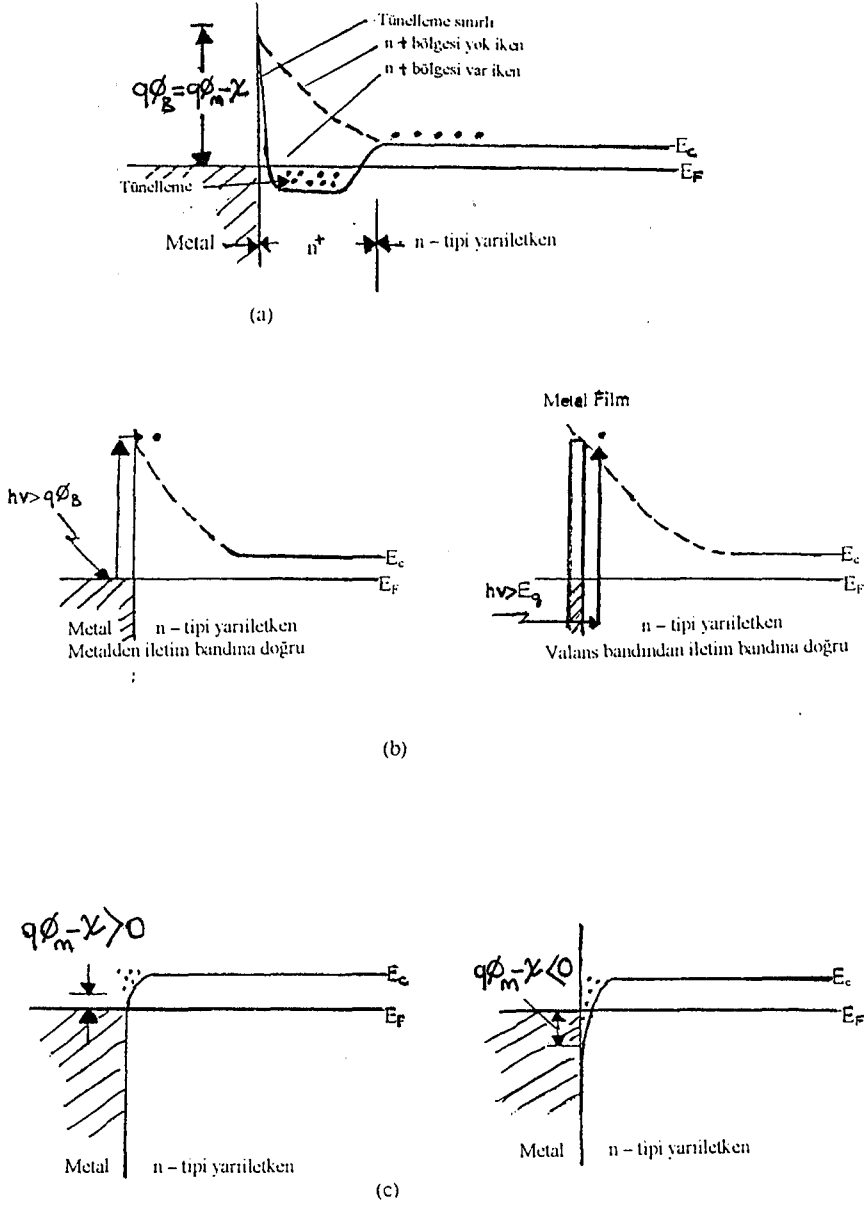 Tünelleme sınırlı
n+ bölgesi yok iken
n+ bölgesi var iken
qØB=qØm-χ
Ec
EF
Tünelleme
Metal
n+
n – tipi yarıiletken
(a)
Metal Film
hν>qØB
Ec
EF
Metal
n – tipi yarıiletken
Metalden iletim bandına doğru
Ec
EF
hν>Eg
n – tipi yarıiletken
Valans bandından iletim bandına doğru
(b)
qØm-χ>0
Ec
EF
Metal
n – tipi yarıiletken
qØm-χ<0
Ec
EF
Metal
n – tipi yarıiletken
(c)